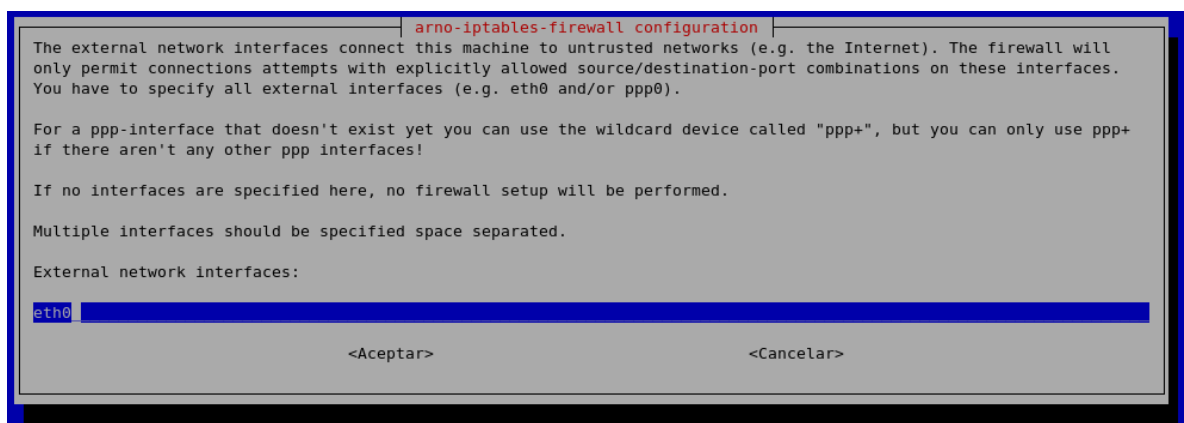 arno-iptables-firewall configuration
The external network interfaces connect this machine to untrusted networks (e.g. the Internet). The firewall will
only permit connections attempts with explicitly allowed source/destination-port combinations on these interfaces.
You have to specify all external interfaces (e.g. eth0 and/or ppp0).
For a ppp-interface that doesn't exist yet you can use the wildcard device called "ppp+", but you can only use ppp+
if there aren't any other ppp interfaces!
If no interfaces are specified here, no firewall setup will be performed.
Multiple interfaces should be specified space separated.
External network interfaces:
eth0
<Aceptar> <Cancelar>